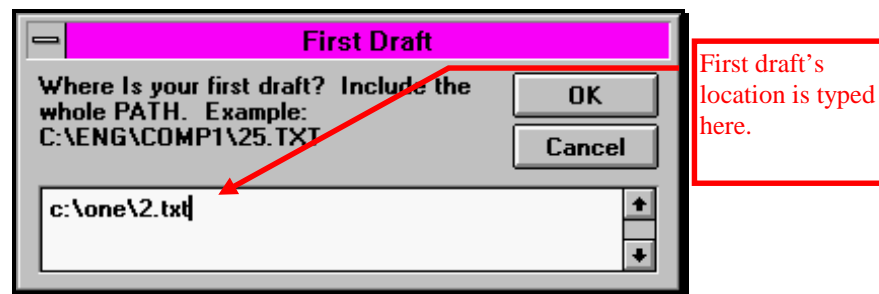 First Draft
Where Is your first draft?  Include the
whole PATH.  Example:
C:\ENG\COMP1\25.TXT
OK
Cancel
c:\one\2.txt
First draft's
location is typed
here.